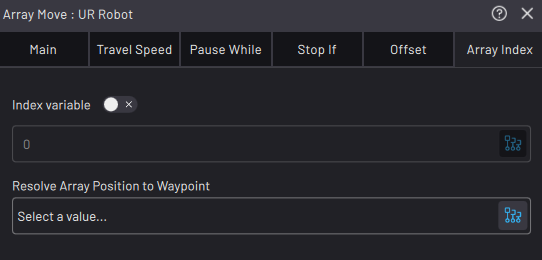 Array Move : UR Robot
Main Travel Speed Pause While Stop If Offset Array Index
Index variable
0
Resolve Array Position to Waypoint
Select a value...